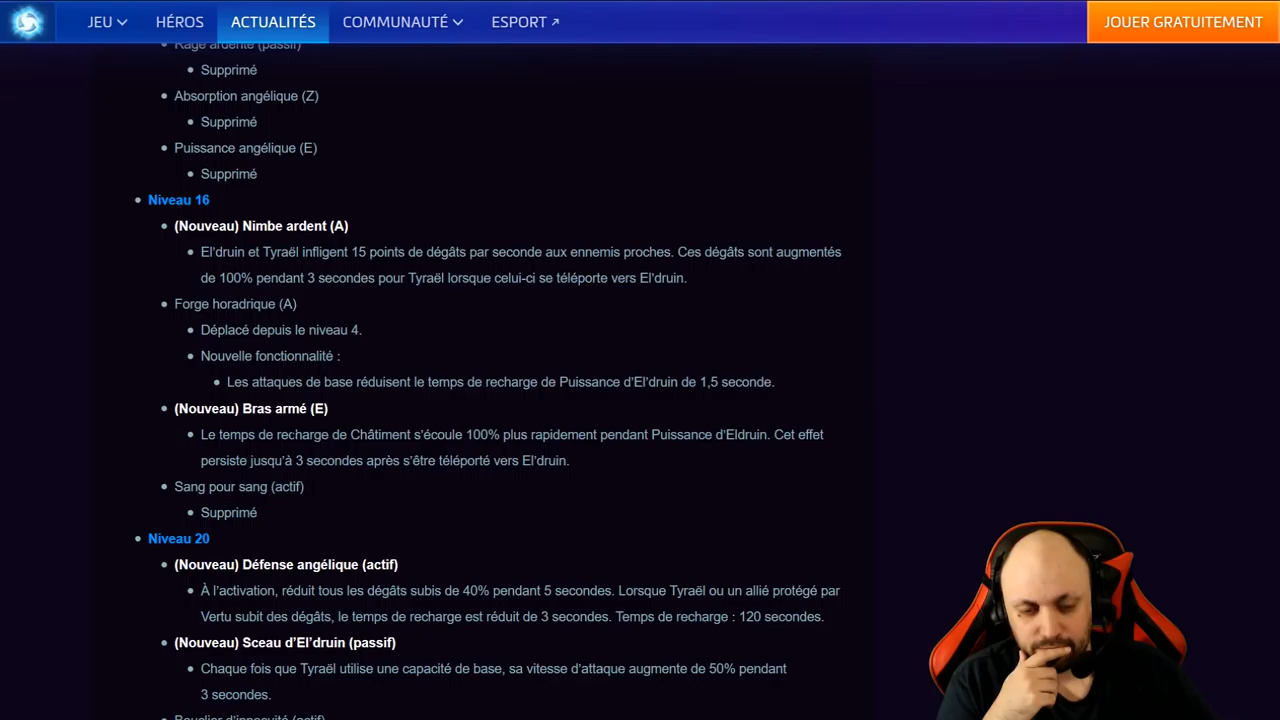 JEU HÉROS ACTUALITÉS COMMUNAUTÉ ESPORT JOUER GRATUITEMENT
Rage ardente (passif)
Supprimé
Absorption angélique (Z)
Supprimé
Puissance angélique (E)
Supprimé
Niveau 16
(Nouveau) Nimbe ardent (A)
El'druin et Tyraël infligent 15 points de dégâts par seconde aux ennemis proches. Ces dégâts sont augmentés
de 100% pendant 3 secondes pour Tyraël lorsque celui-ci se téléporte vers El'druin.
Forge horadrique (A)
Déplacé depuis le niveau 4.
Nouvelle fonctionnalité :
Les attaques de base réduisent le temps de recharge de Puissance d'El'druin de 1,5 seconde.
(Nouveau) Bras armé (E)
Le temps de recharge de Châtiment s'écoule 100% plus rapidement pendant Puissance d'Eldruin. Cet effet
persiste jusqu'à 3 secondes après s'être téléporté vers El'druin.
Sang pour sang (actif)
Supprimé
Niveau 20
(Nouveau) Défense angélique (actif)
À l'activation, réduit tous les dégâts subis de 40% pendant 5 secondes. Lorsque Tyraël ou un allié protégé par
Vertu subit des dégâts, le temps de recharge est réduit de 3 secondes. Temps de recharge : 120 secondes.
(Nouveau) Sceau d'El'druin (passif)
Chaque fois que Tyraël utilise une capacité de base, sa vitesse d'attaque augmente de 50% pendant
3 secondes.
Bouclier d'innocuité (actif)